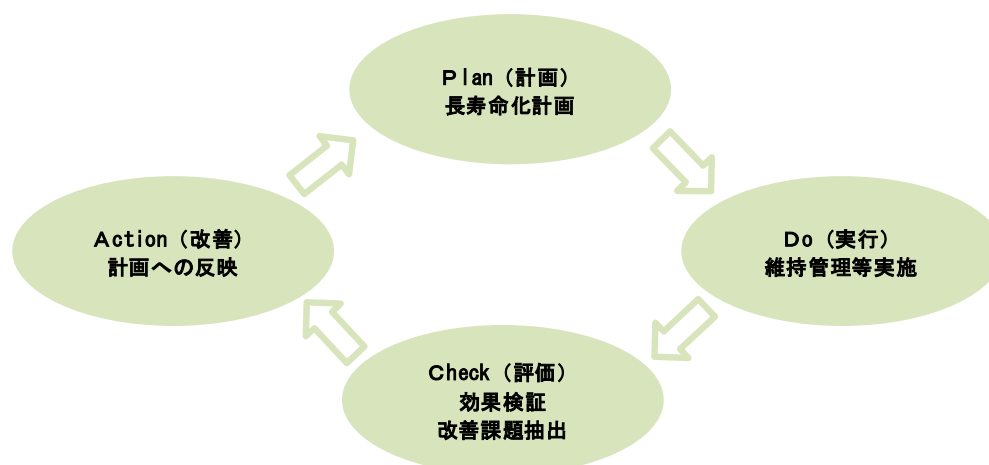 Plan（計画）
長寿命化計画
Do（実行）
維持管理等実施
Check（評価）
効果検証
改善課題抽出
Action（改善）
計画への反映